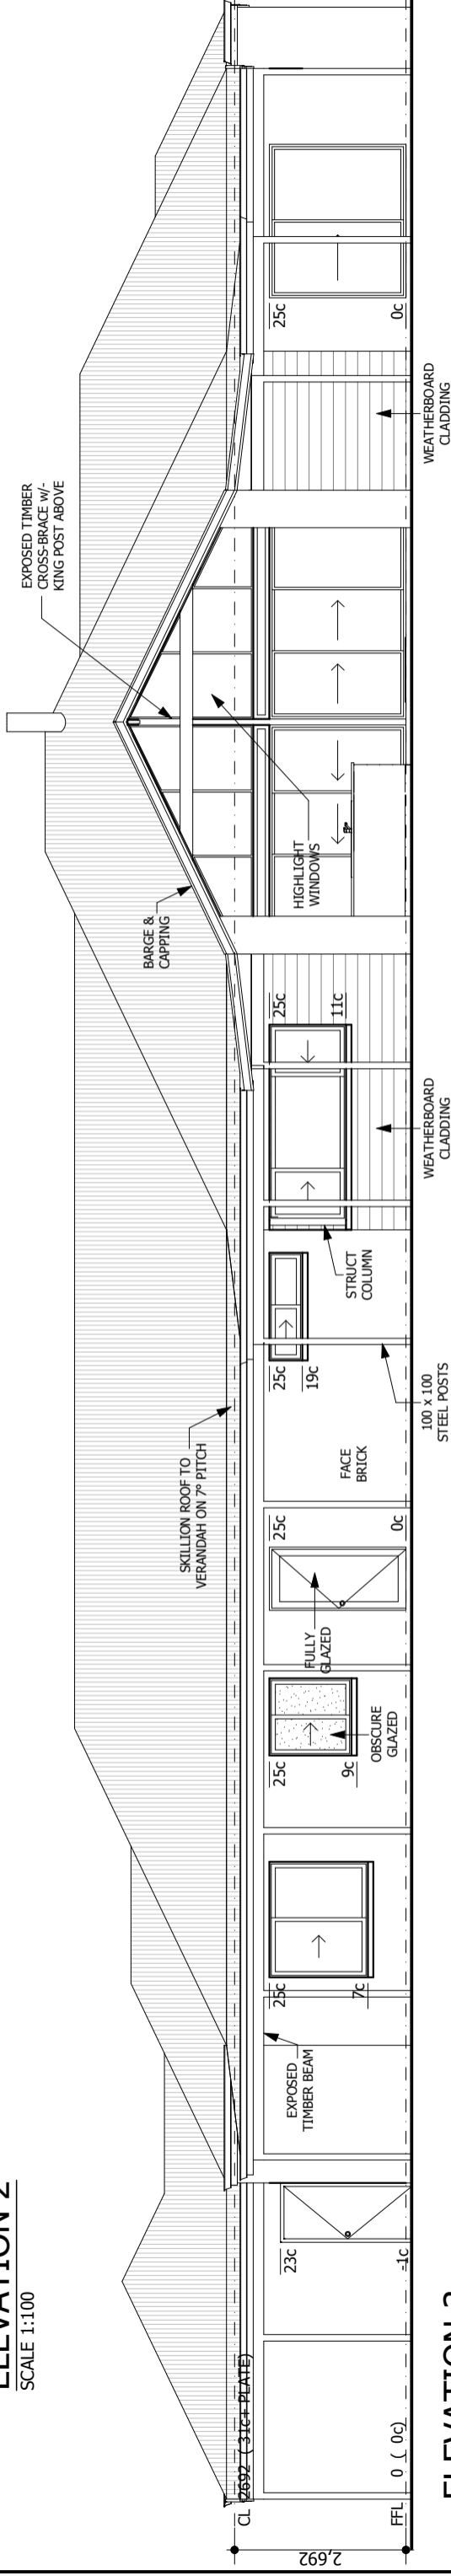 ELEVATION 2
SCALE 1:100
EXPOSED TIMBER
CROSS-BRACE w/-
KING POST ABOVE
BARGE &
CAPPING
SKILLION ROOF TO
VERANDAH ON 7° PITCH
HIGHLIGHT
WINDOWS
CL 2692 ( 31c+ PLATE)
2,692
FFL 0 ( 0c)
23c
-1c
EXPOSED
TIMBER BEAM
25c
7c
25c
9c
OBSCURE
GLAZED
FULLY
GLAZED
25c
0c
FACE
BRICK
100 x 100
STEEL POSTS
25c
19c
STRUCT
COLUMN
25c
11c
WEATHERBOARD
CLADDING
WEATHERBOARD
CLADDING
25c
0c